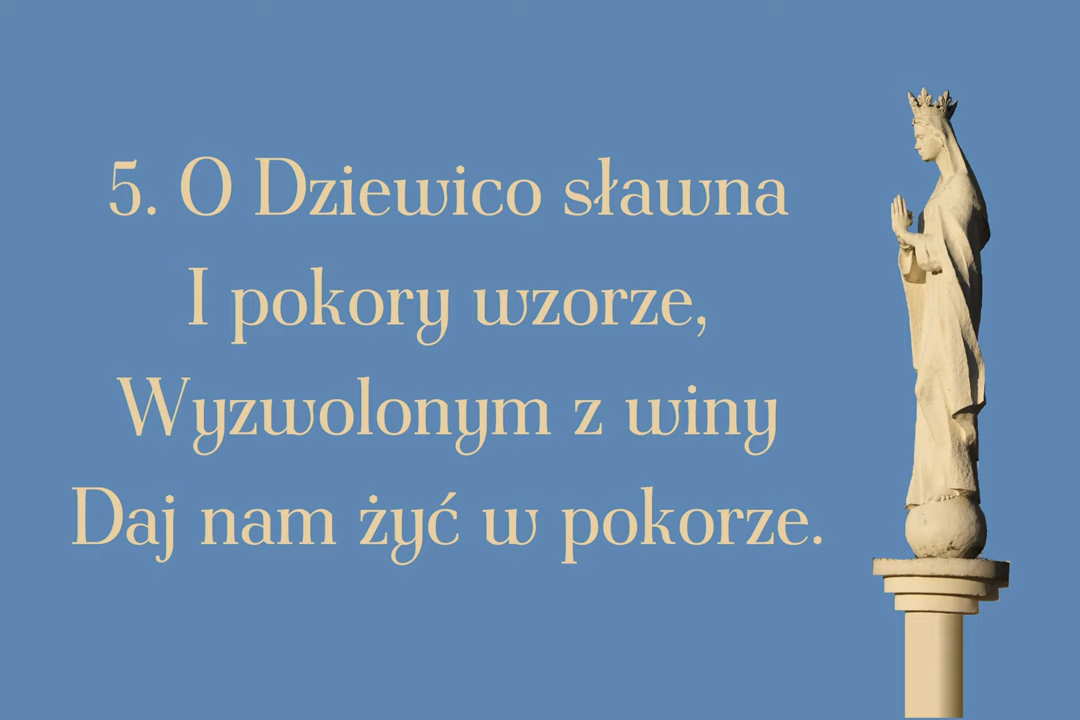 5. O Dziewico sławna
I pokory wzorze,
Wyzwolonym z winy
Daj nam żyć w pokorze.